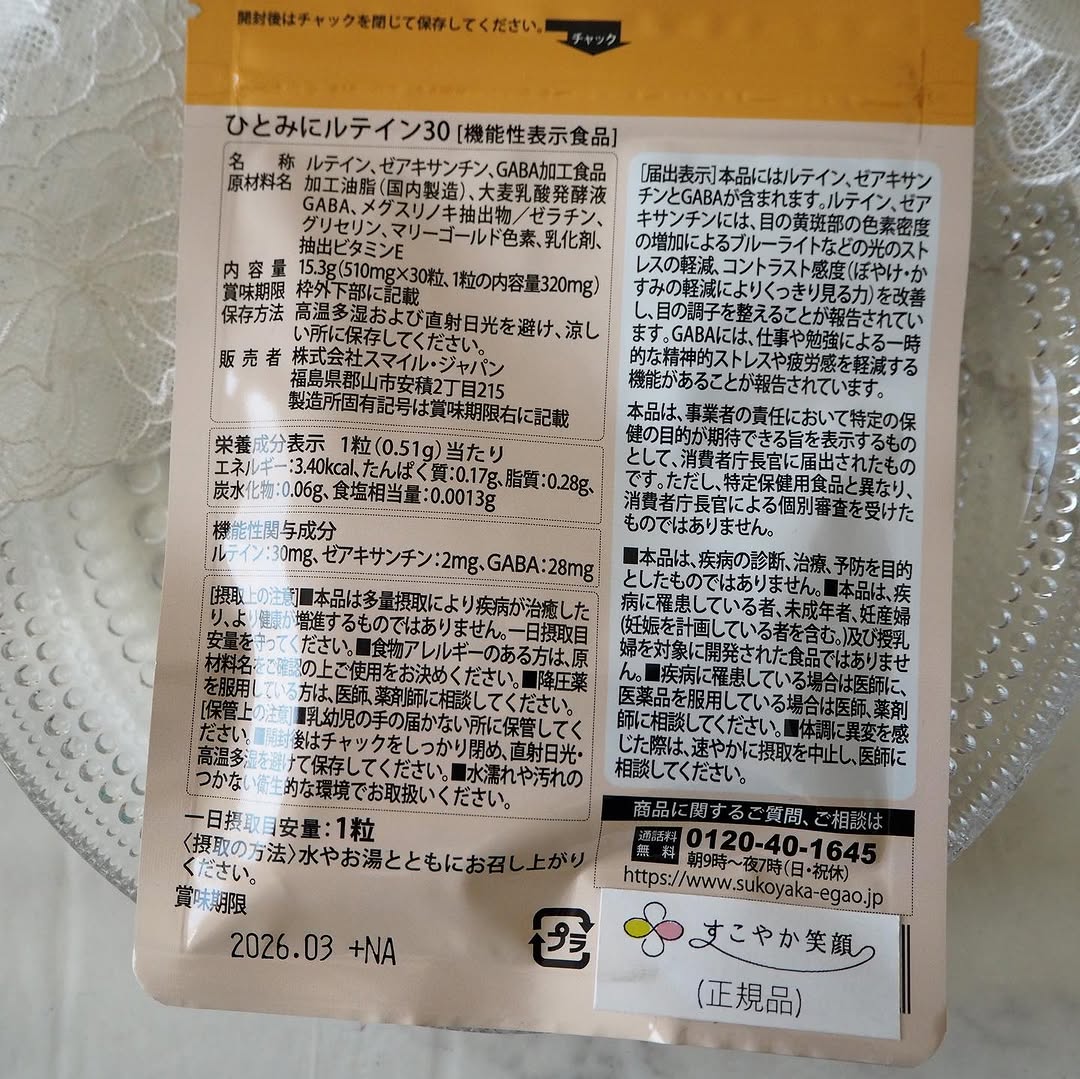 開封後はチャックを閉じて保存してください。
チャック
ひとみにルテイン30 [機能性表示食品]
名称 ルテイン、ゼアキサンチン、GABA加工食品
原材料名 加工油脂（国内製造）、大麦乳酸発酵液
GABA、メグスリノキ抽出物／ゼラチン、
グリセリン、マリーゴールド色素、乳化剤、
抽出ビタミンE
内容量 15.3g（510mg×30粒、1粒の内容量320mg）
賞味期限 枠外下部に記載
保存方法 高温多湿および直射日光を避け、涼し
い所に保存してください。
販売者 株式会社スマイル・ジャパン
福島県郡山市安積2丁目215
製造所固有記号は賞味期限右に記載
栄養成分表示 1粒（0.51g）当たり
エネルギー：3.40kcal、たんぱく質：0.17g、脂質：0.28g、
炭水化物：0.06g、食塩相当量：0.0013g
機能性関与成分
ルテイン：30mg、ゼアキサンチン：2mg、GABA：28mg
[摂取上の注意]■本品は多量摂取により疾病が治癒した
り、より健康が増進するものではありません。一日摂取目
安量を守ってください。■食物アレルギーのある方は、原
材料名をご確認の上ご使用をお決めください。■降圧薬
を服用している方は、医師、薬剤師に相談してください。
[保管上の注意]■乳幼児の手の届かない所に保管してく
ださい。■開封後はチャックをしっかり閉め、直射日光・
高温多湿を避けて保存してください。■水濡れや汚れの
つかない衛生的な環境でお取扱いください。
一日摂取目安量：1粒
〈摂取の方法〉水やお湯とともにお召し上がり
ください。
賞味期限
2026.03 +NA
[届出表示]本品にはルテイン、ゼアキサン
チンとGABAが含まれます。ルテイン、ゼア
キサンチンには、目の黄斑部の色素密度
の増加によるブルーライトなどの光のスト
レスの軽減、コントラスト感度（ぼやけ・か
すみの軽減によりくっきり見る力）を改善
し、目の調子を整えることが報告されてい
ます。GABAには、仕事や勉強による一時
的な精神的ストレスや疲労感を軽減する
機能があることが報告されています。
本品は、事業者の責任において特定の保
健の目的が期待できる旨を表示するもの
として、消費者庁長官に届出されたもの
です。ただし、特定保健用食品と異なり、
消費者庁長官による個別審査を受けた
ものではありません。
■本品は、疾病の診断、治療、予防を目的
としたものではありません。■本品は、疾
病に罹患している者、未成年者、妊産婦
(妊娠を計画している者を含む。)及び授乳
婦を対象に開発された食品ではありませ
ん。■疾病に罹患している場合は医師に、
医薬品を服用している場合は医師、薬剤
師に相談してください。■体調に異変を感
じた際は、速やかに摂取を中止し、医師に
相談してください。
商品に関するご質問、ご相談は
通話料無料 0120-40-1645
朝9時～夜7時（日・祝休）
https://www.sukoyaka-egao.jp
プラ
すこやか笑顔
(正規品)